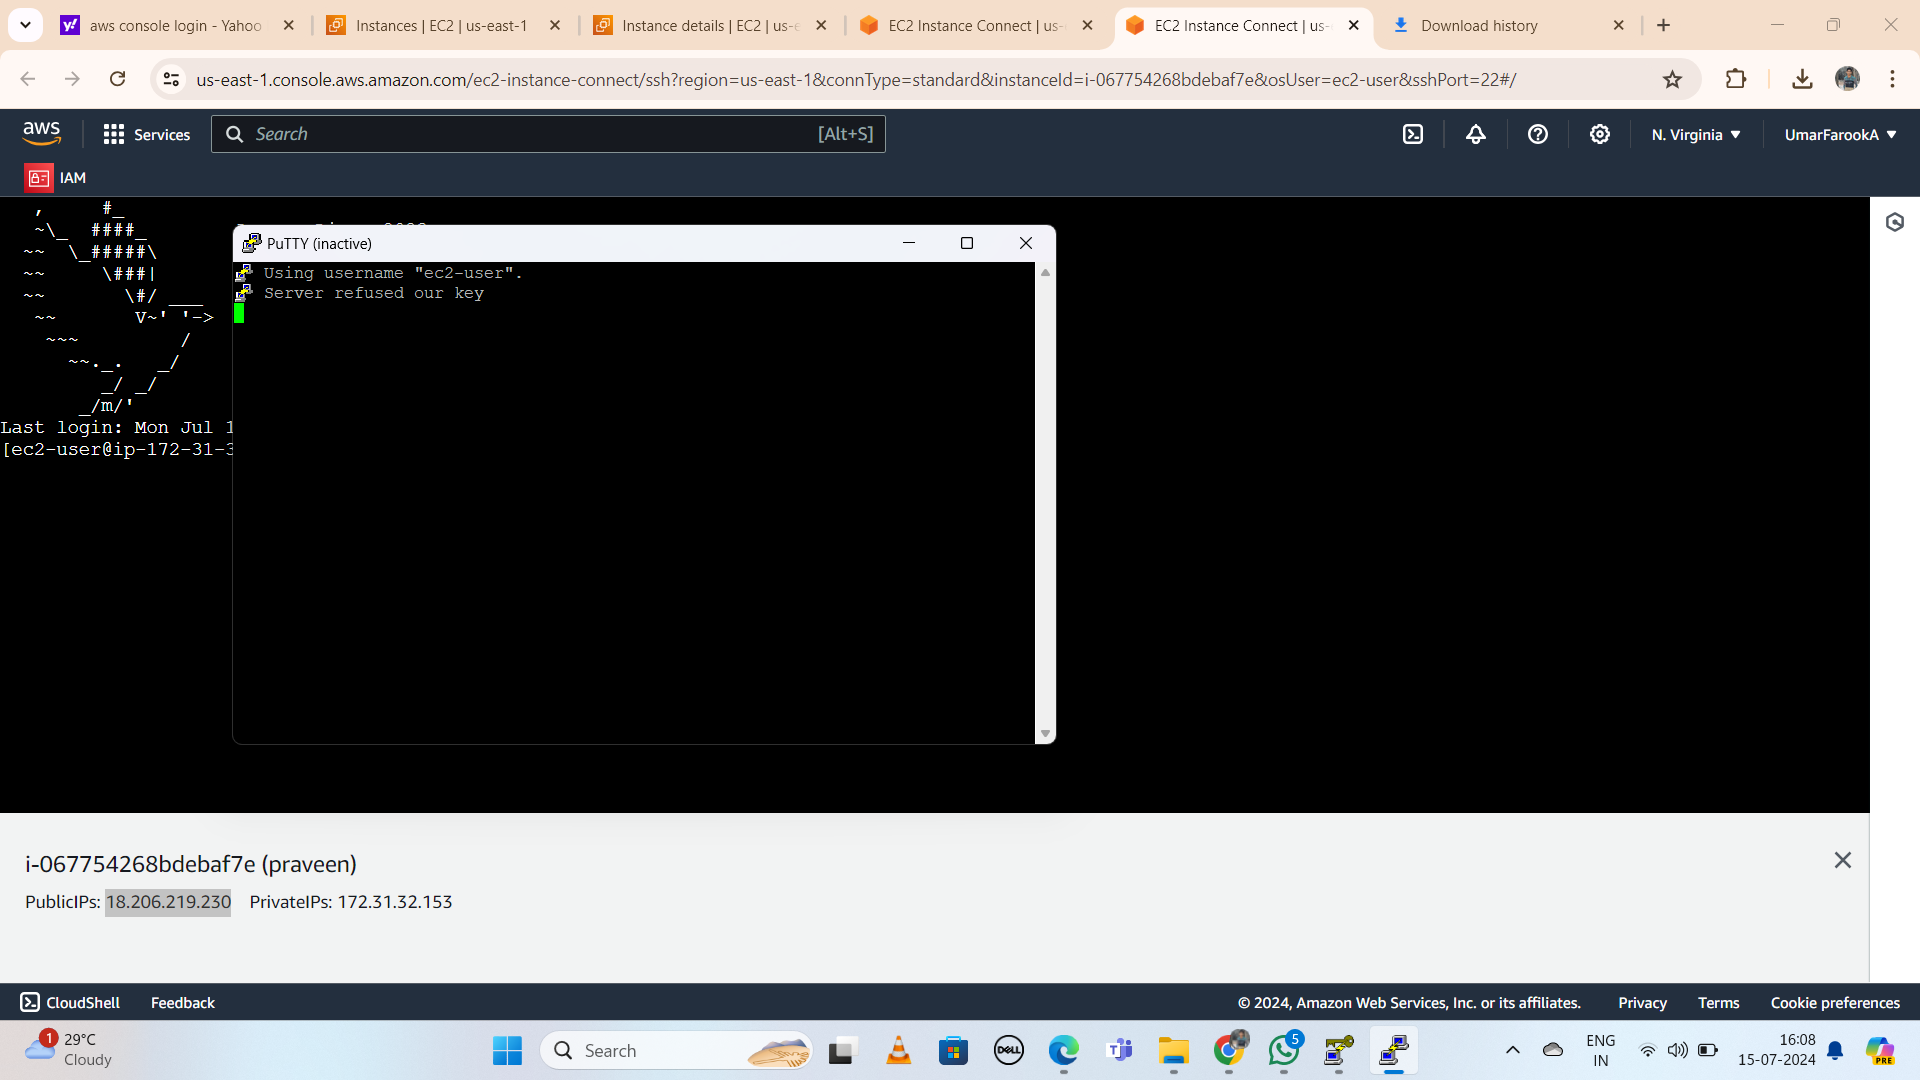 aws console login - Yahoo
Instances | EC2 | us-east-1
Instance details | EC2 | us-e
EC2 Instance Connect | us-
EC2 Instance Connect | us-
Download history
us-east-1.console.aws.amazon.com/ec2-instance-connect/ssh?region=us-east-1&connType=standard&instanceId=i-067754268bdebaf7e&osUser=ec2-user&sshPort=22#/
aws
Services
Search
[Alt+S]
N. Virginia
UmarFarookA
IAM
   ,     #_
   ~\_  ####_
  ~~  \_#####\
  ~~     \###|
  ~~       \#/ ___
   ~~       V~' '->
    ~~~         /
      ~~._.   _/
         _/ _/
       _/m/'
Last login: Mon Jul 1
[ec2-user@ip-172-31-3
PuTTY (inactive)
Using username "ec2-user".
Server refused our key
i-067754268bdebaf7e (praveen)
PublicIPs: 18.206.219.230 PrivateIPs: 172.31.32.153
CloudShell
Feedback
© 2024, Amazon Web Services, Inc. or its affiliates.
Privacy
Terms
Cookie preferences
1
29°C
Cloudy
Search
DELL
5
PRE
ENG
IN
16:08
15-07-2024